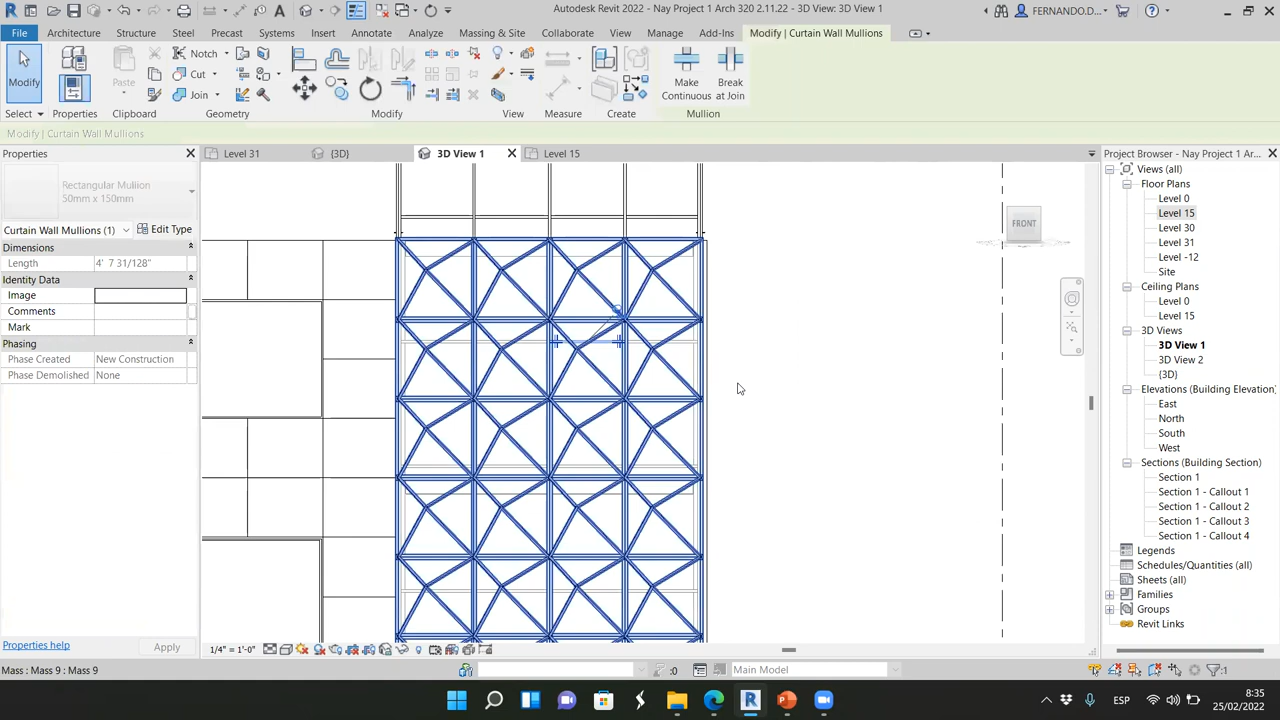 Autodesk Revit 2022 - Nay Project 1 Arch 320 2.11.22 - 3D View: 3D View 1
FERNANDO.D...
File Architecture Structure Steel Precast Systems Insert Annotate Analyze Massing & Site Collaborate View Manage Add-Ins Modify | Curtain Wall Mullions
Modify
Paste
Notch
Cut
Join
Make Continuous
Break at Join
Select Properties Clipboard Geometry Modify View Measure Create Mullion
Modify | Curtain Wall Mullions
Properties
Level 31 {3D} 3D View 1 Level 15
Project Browser - Nay Project 1 Ar...
Rectangular Mullion
50mm x 150mm
Curtain Wall Mullions (1)
Edit Type
Dimensions
Length 4' 7 31/128"
Identity Data
Image
Comments
Mark
Phasing
Phase Created New Construction
Phase Demolished None
Properties help
Apply
FRONT
Views (all)
Floor Plans
Level 0
Level 15
Level 30
Level 31
Level -12
Site
Ceiling Plans
Level 0
Level 15
3D Views
3D View 1
3D View 2
{3D}
Elevations (Building Elevation)
East
North
South
West
Sections (Building Section)
Section 1
Section 1 - Callout 1
Section 1 - Callout 2
Section 1 - Callout 3
Section 1 - Callout 4
Legends
Schedules/Quantities (all)
Sheets (all)
Families
Groups
Revit Links
1/4" = 1'-0"
Mass : Mass 9 : Mass 9
:0
Main Model
:1
ESP
8:35
25/02/2022